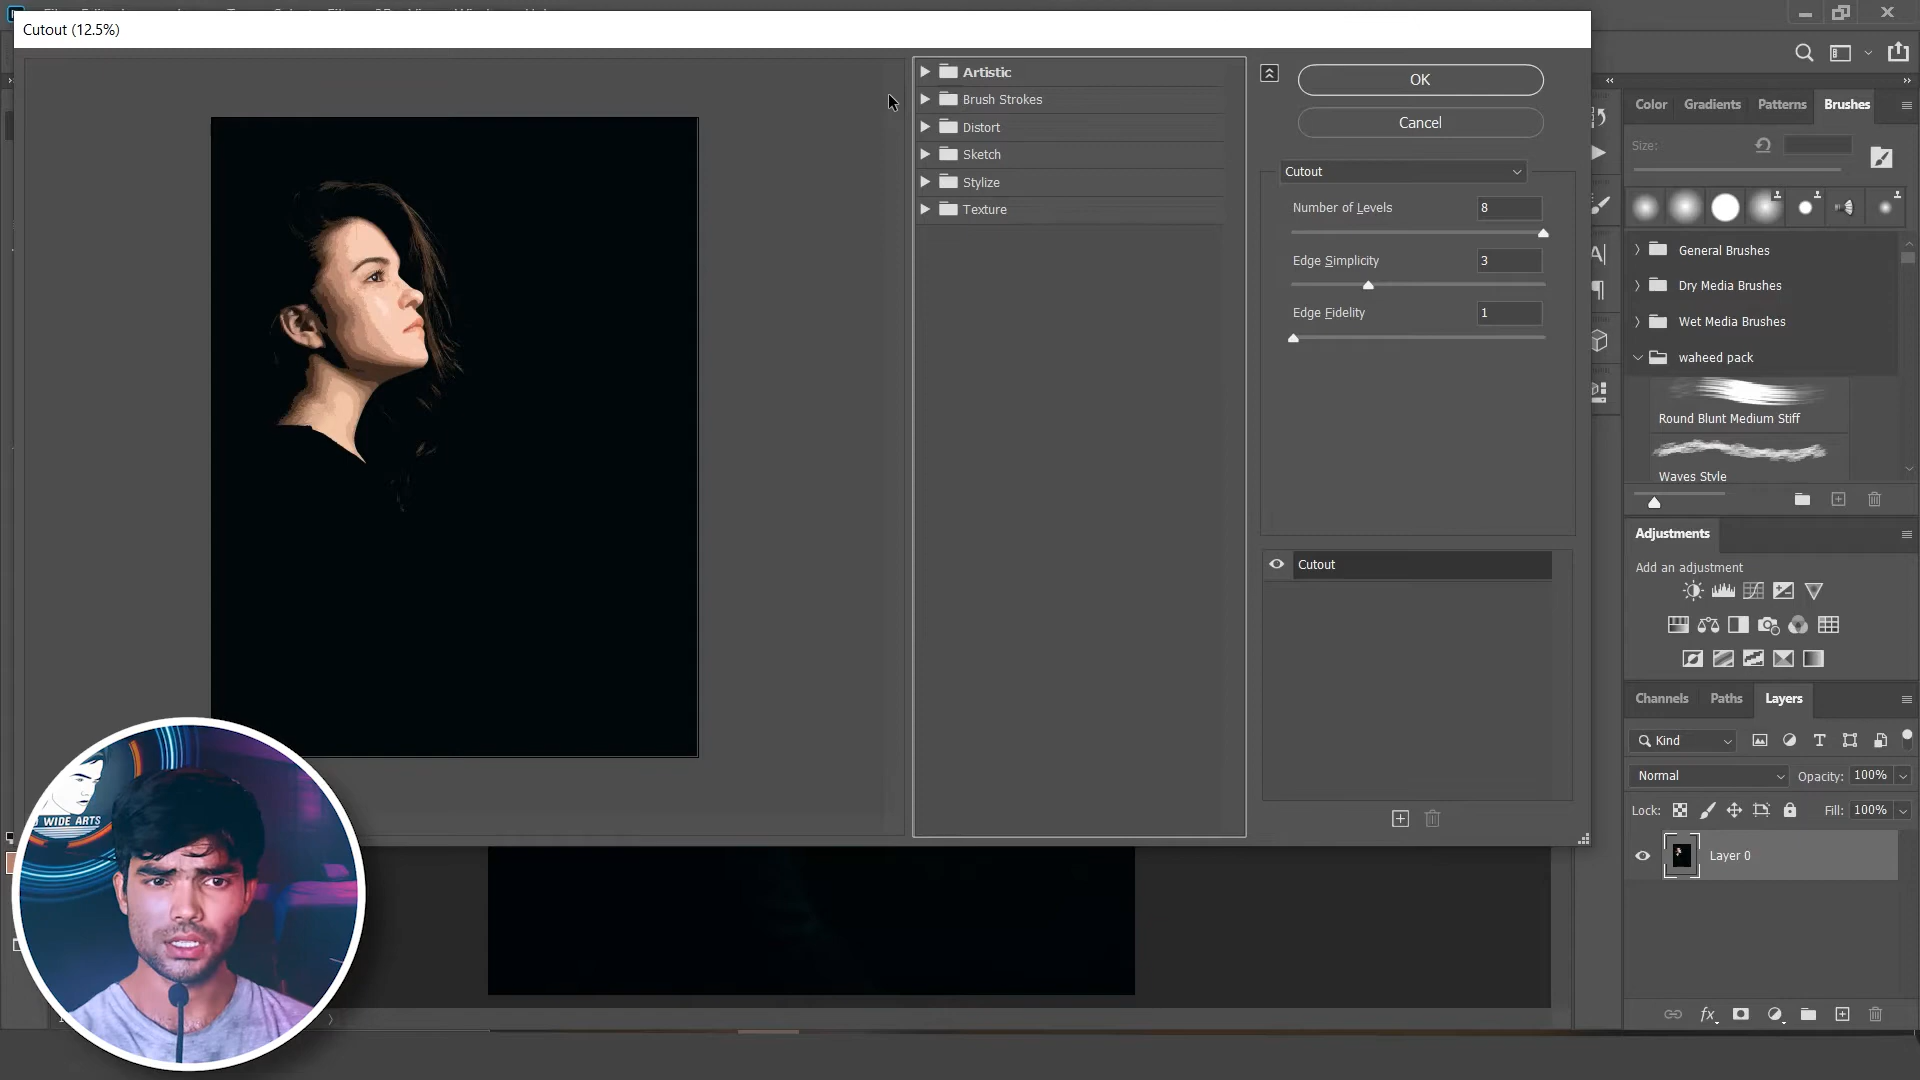 Cutout (12.5%)
Artistic
Brush Strokes
Distort
Sketch
Stylize
Texture
OK
Cancel
Cutout
Number of Levels 8
Edge Simplicity 3
Edge Fidelity 1
Cutout
Color Gradients Patterns Brushes
Size:
General Brushes
Dry Media Brushes
Wet Media Brushes
waheed pack
Round Blunt Medium Stiff
Waves Style
Adjustments
Add an adjustment
Channels Paths Layers
Kind
Normal Opacity: 100%
Lock: Fill: 100%
Layer 0
WIDE ARTS